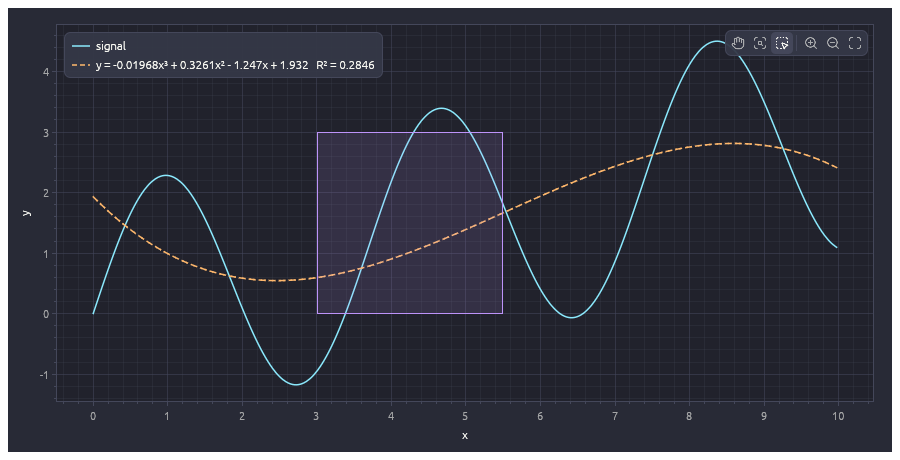 signal
y = -0.01968x³ + 0.3261x² - 1.247x + 1.932 R² = 0.2846
4
3
2
1
0
-1
y
0 1 2 3 4 5 6 7 8 9 10
x